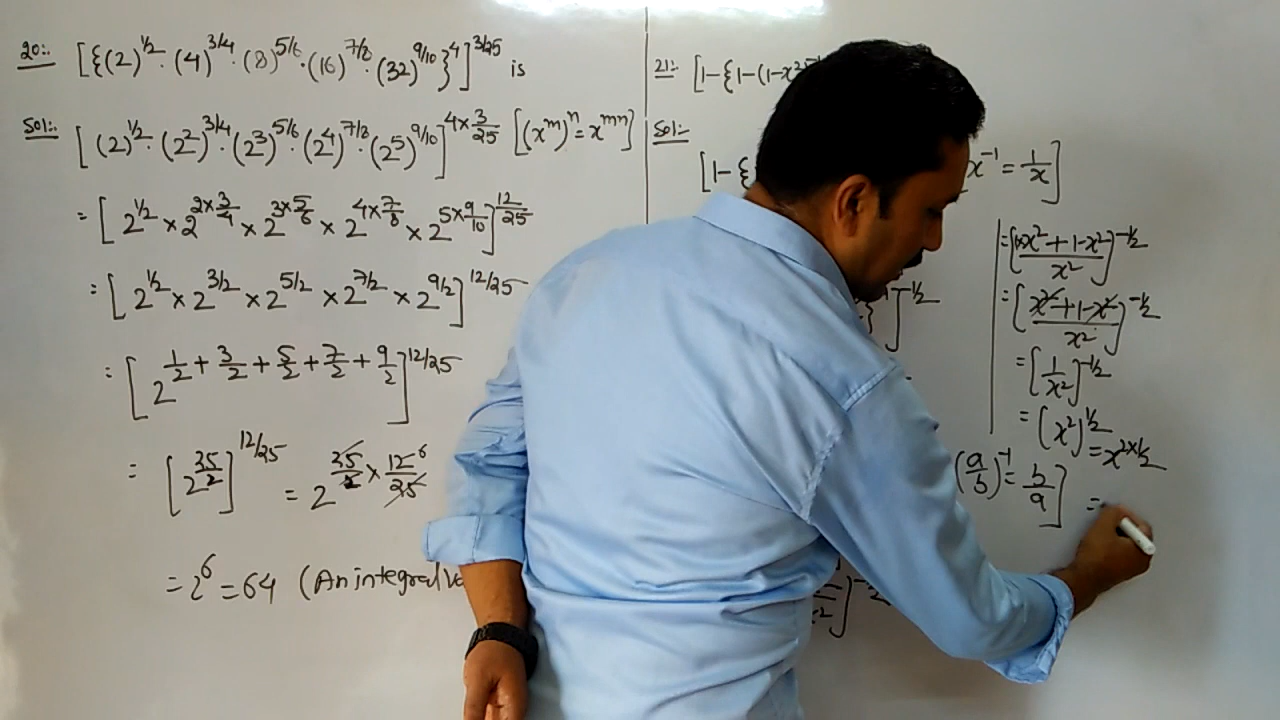 20:. [{(2)^1/2 . (4)^3/4 . (8)^5/6 . (16)^7/8 . (32)^9/10}^4]^3/25 is
Sol:. [(2)^1/2 . (2^2)^3/4 . (2^3)^5/6 . (2^4)^7/8 . (2^5)^9/10]^4×3/25 [(x^m)^n = x^mn]
= [2^1/2 × 2^2×3/4 × 2^3×5/6 × 2^4×7/8 × 2^5×9/10]^12/25
= [2^1/2 × 2^3/2 × 2^5/2 × 2^7/2 × 2^9/2]^12/25
= [2^1/2+3/2+5/2+7/2+9/2]^12/25
= [2^35/2]^12/25 = 2^35/2 × 12/25 6
= 2^6 = 64 (An integral
21:. [1-{1-(1-x^2
Sol:.
[1-{ x^-1 = 1/x]
}]^-1/2
(a/b)^-1 = b/a]
= [x^2+1-x^2/x^2]^-1/2
= [x^2+1-x^2/x^2]^-1/2
= [1/x^2]^-1/2
= (x^2)^1/2
= x^2×1/2
=